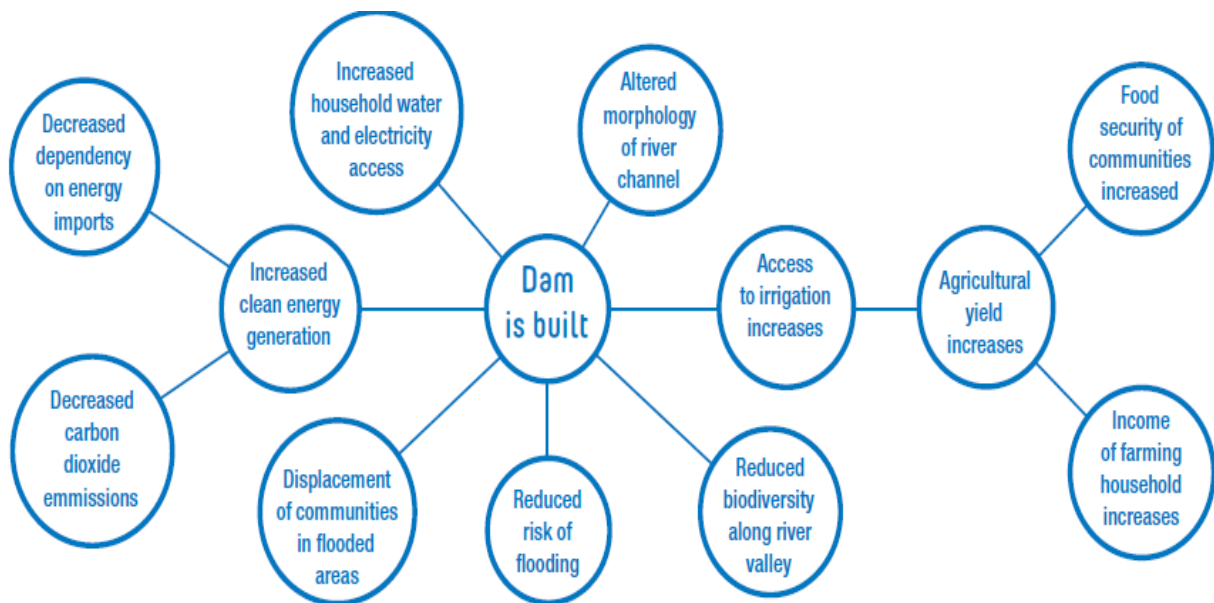 Decreased
dependency
on energy
imports
Increased
household water
and electricity
access
Altered
morphology
of river
channel
Food
security of
communities
increased
Increased
clean energy
generation
Dam
is built
Access
to irrigation
increases
Agricultural
yield
increases
Decreased
carbon
dioxide
emmissions
Displacement
of communities
in flooded
areas
Reduced
risk of
flooding
Reduced
biodiversity
along river
valley
Income
of farming
household
increases